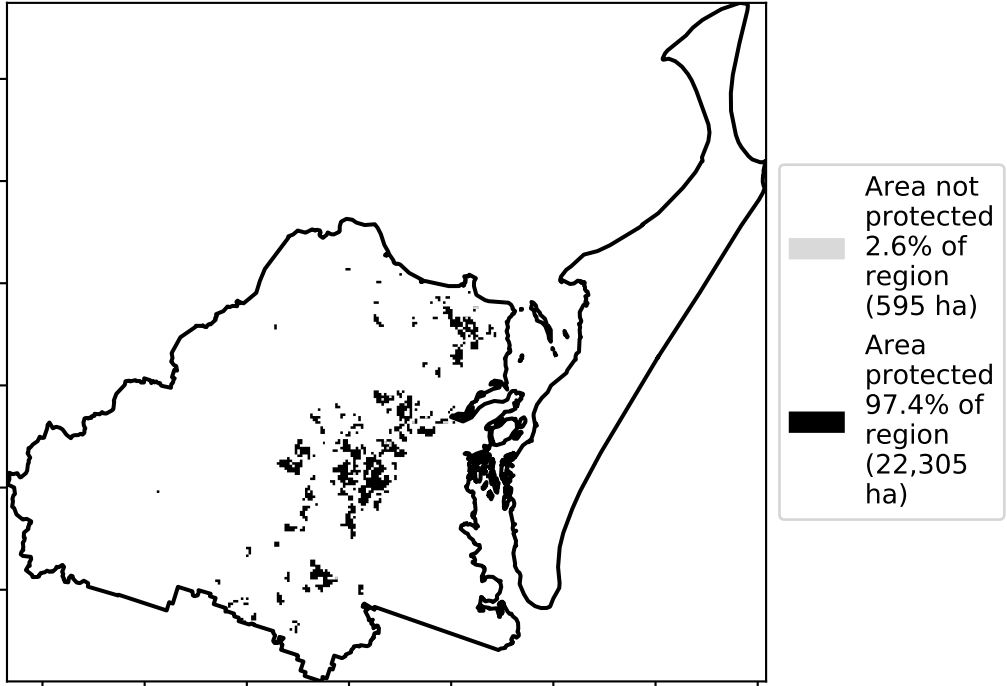 Area not
protected
2.6% of
region
(595 ha)
Area
protected
97.4% of
region
(22,305
ha)